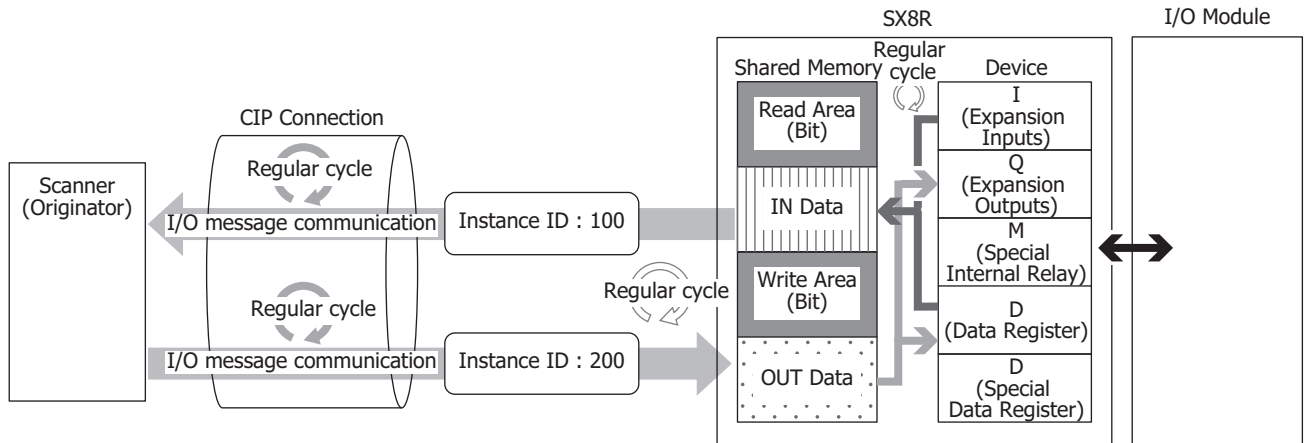 SX8R
I/O Module
Shared Memory
Regular
cycle
Device
Read Area
(Bit)
IN Data
Write Area
(Bit)
OUT Data
I
(Expansion
Inputs)
Q
(Expansion
Outputs)
M
(Special
Internal Relay)
D
(Data Register)
D
(Special
Data Register)
CIP Connection
Scanner
(Originator)
Regular cycle
I/O message communication
Instance ID : 100
Regular cycle
Regular cycle
I/O message communication
Instance ID : 200